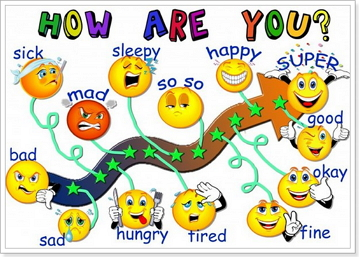 HOW ARE YOU?
sick
sleepy
happy
SUPER
mad
so so
good
bad
okay
sad
hungry
tired
fine